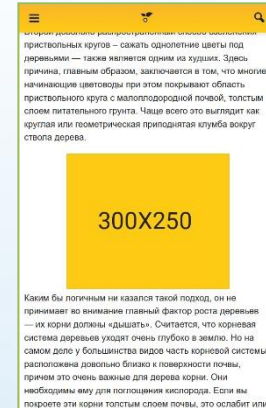 Второй довольно распространенный способ озеленения
приствольных кругов – сажать однолетние цветы под
деревьями — также является одним из худших. Здесь
причина, главным образом, заключается в том, что многие
начинающие цветоводы при этом покрывают область
приствольного круга с малоплодородной почвой, толстым
слоем питательного грунта. Чаще всего это выглядит как
круглая или геометрическая приподнятая клумба вокруг
ствола дерева.
300X250
Каким бы логичным ни казался такой подход, он не
принимает во внимание главный фактор роста деревьев
— их корни должны «дышать». Считается, что корневая
система деревьев уходят очень глубоко в землю. Но на
самом деле у большинства видов часть корневой системы
расположена довольно близко к поверхности почвы,
причем это очень важные для дерева корни. Они
необходимы ему для поглощения кислорода. Если вы
покроете эти корни толстым слоем почвы, это ослабит или